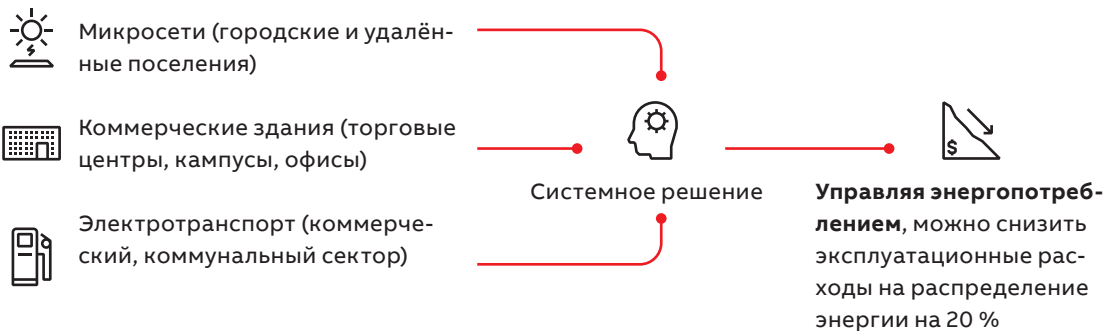 Микросети (городские и удалён-
ные поселения)
Коммерческие здания (торговые
центры, кампусы, офисы)
Электротранспорт (коммерче-
ский, коммунальный сектор)
Системное решение
$
Управляя энергопотреб-
лением, можно снизить
эксплуатационные рас-
ходы на распределение
энергии на 20 %